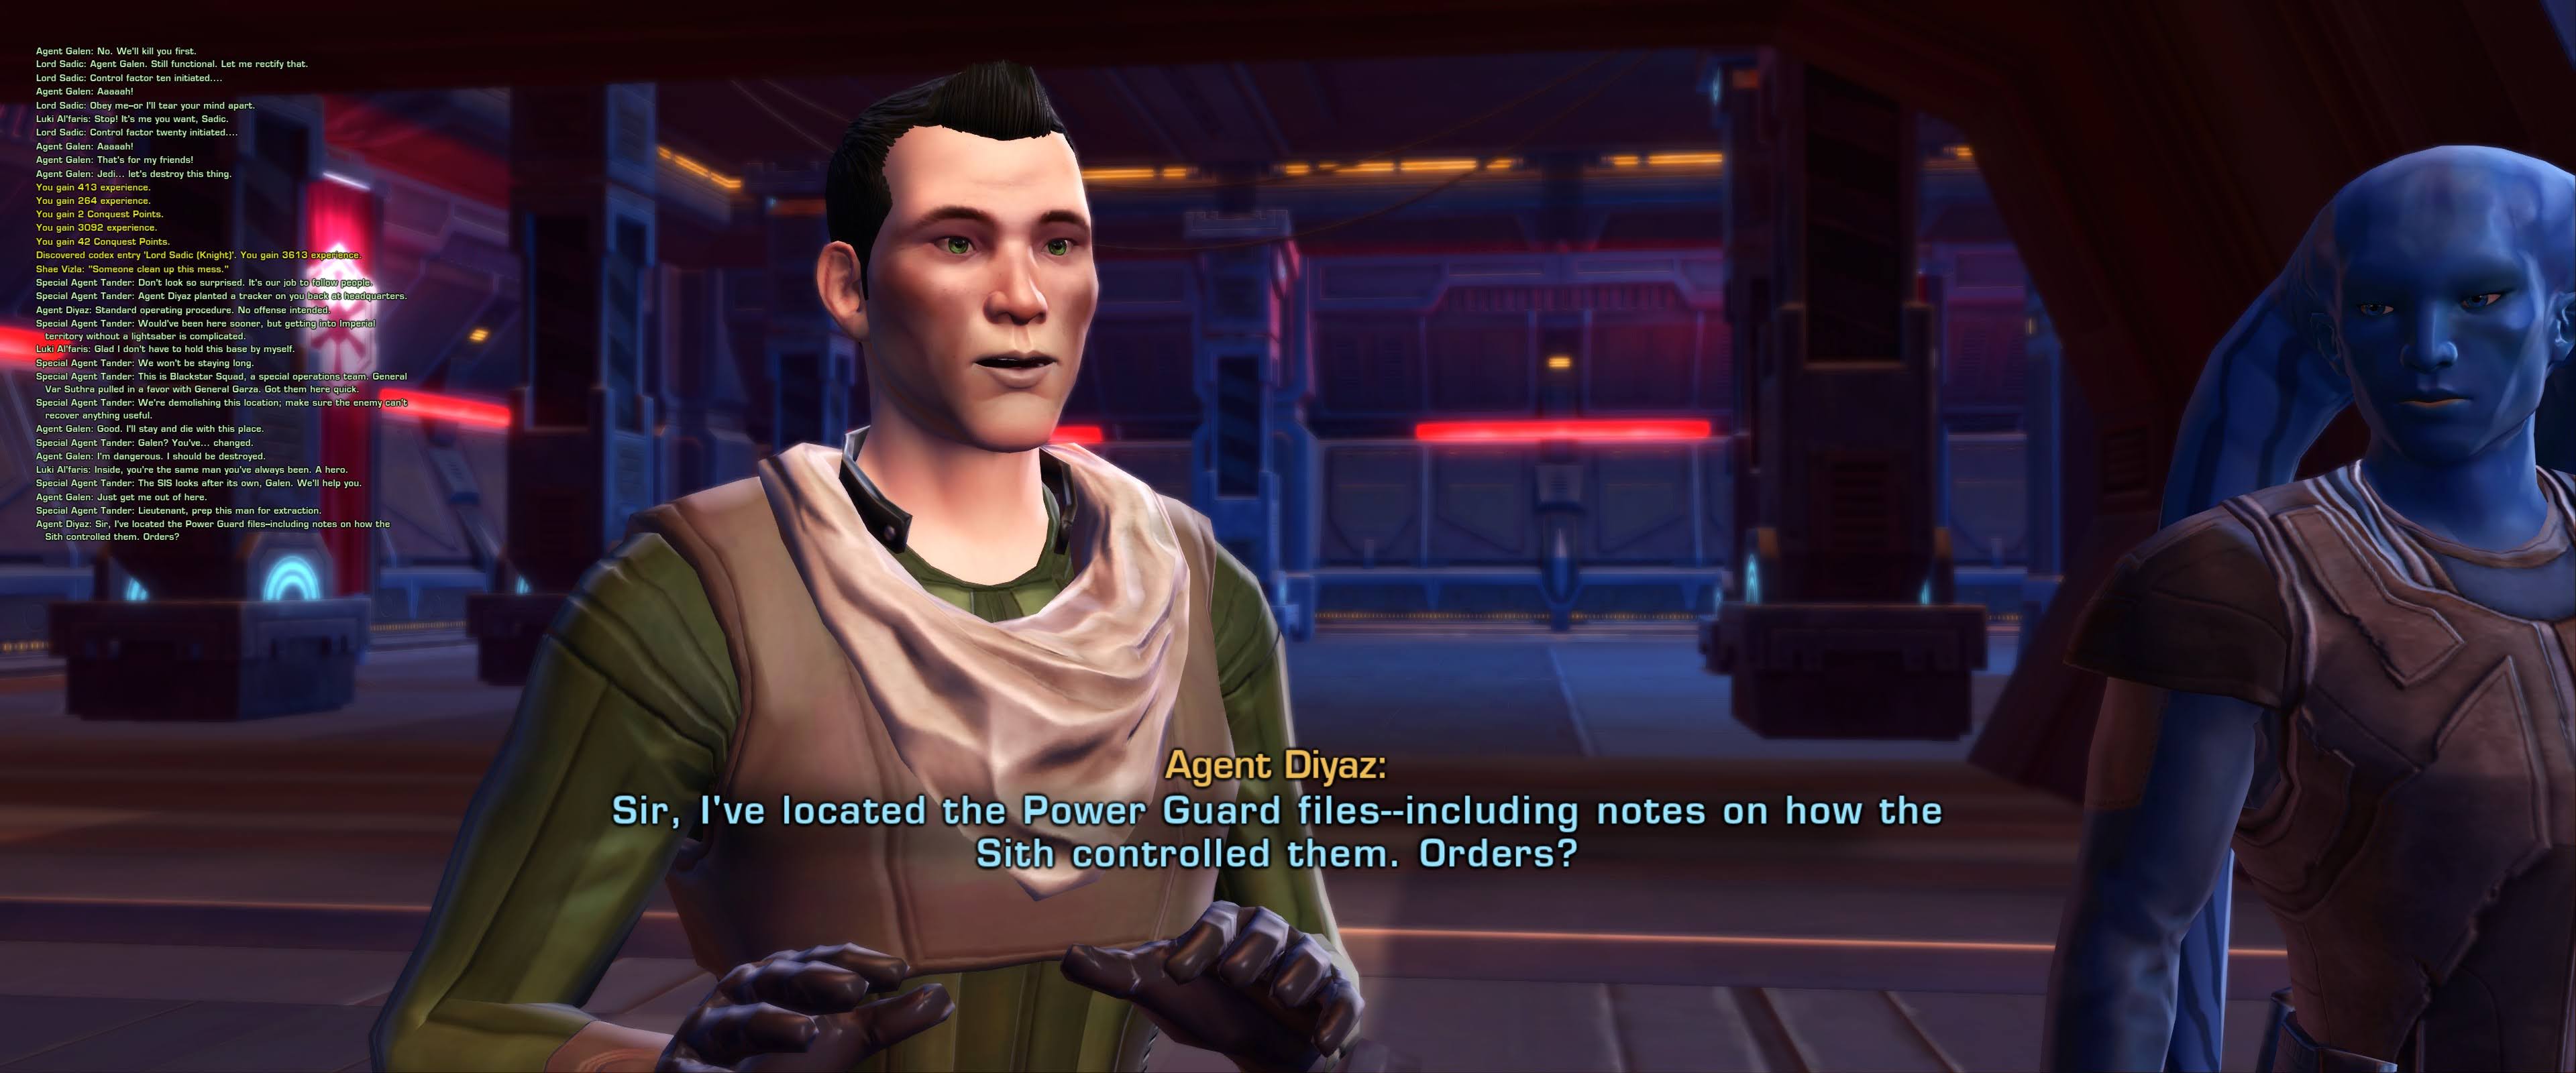 Agent Galen: No. We'll kill you first.
Lord Sadic: Agent Galen. Still functional. Let me rectify that.
Lord Sadic: Control factor ten initiated....
Agent Galen: Aaaaah!
Lord Sadic: Obey me--or I'll tear your mind apart.
Luki Al'faris: Stop! It's me you want, Sadic.
Lord Sadic: Control factor twenty initiated....
Agent Galen: Aaaaah!
Agent Galen: That's for my friends!
Agent Galen: Jedi... let's destroy this thing.
You gain 413 experience.
You gain 264 experience.
You gain 2 Conquest Points.
You gain 3092 experience.
You gain 42 Conquest Points.
Discovered codex entry 'Lord Sadic (Knight)'. You gain 3613 experience.
Shae Vizla: "Someone clean up this mess."
Special Agent Tander: Don't look so surprised. It's our job to follow people.
Special Agent Tander: Agent Diyaz planted a tracker on you back at headquarters.
Agent Diyaz: Standard operating procedure. No offense intended.
Special Agent Tander: Would've been here sooner, but getting into Imperial
territory without a lightsaber is complicated.
Luki Al'faris: Glad I don't have to hold this base by myself.
Special Agent Tander: We won't be staying long.
Special Agent Tander: This is Blackstar Squad, a special operations team. General
Var Suthra pulled in a favor with General Garza. Got them here quick.
Special Agent Tander: We're demolishing this location; make sure the enemy can't
recover anything useful.
Agent Galen: Good. I'll stay and die with this place.
Special Agent Tander: Galen? You've... changed.
Agent Galen: I'm dangerous. I should be destroyed.
Luki Al'faris: Inside, you're the same man you've always been. A hero.
Special Agent Tander: The SIS looks after its own, Galen. We'll help you.
Agent Galen: Just get me out of here.
Special Agent Tander: Lieutenant, prep this man for extraction.
Agent Diyaz: Sir, I've located the Power Guard files--including notes on how the
Sith controlled them. Orders?
Agent Diyaz:
Sir, I've located the Power Guard files--including notes on how the
Sith controlled them. Orders?